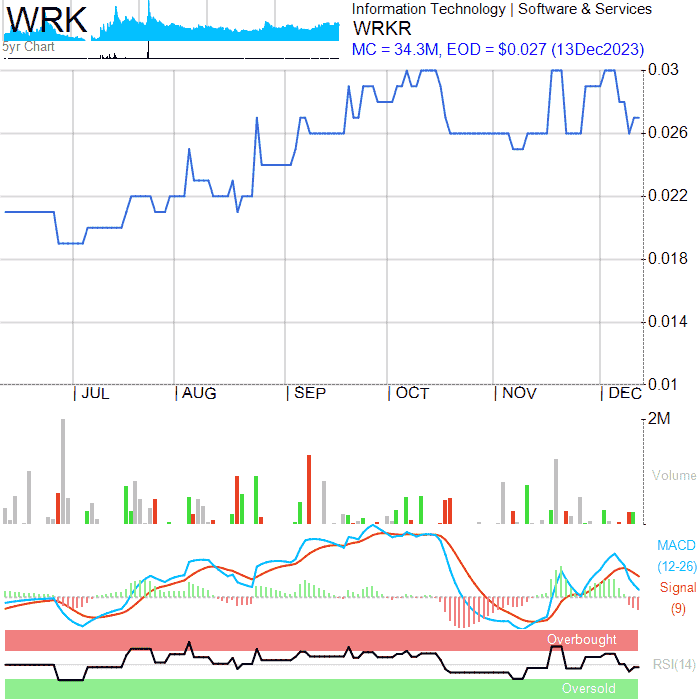 WRK
5yr Chart
Information Technology | Software & Services
WRKR
MC = 34.3M, EOD = $0.027 (13Dec2023)
0.03
0.026
0.022
0.018
0.014
0.01
| JUL | AUG | SEP | OCT | NOV | DEC
2M
Volume
MACD
(12-26)
Signal
(9)
Overbought
RSI(14)
Oversold